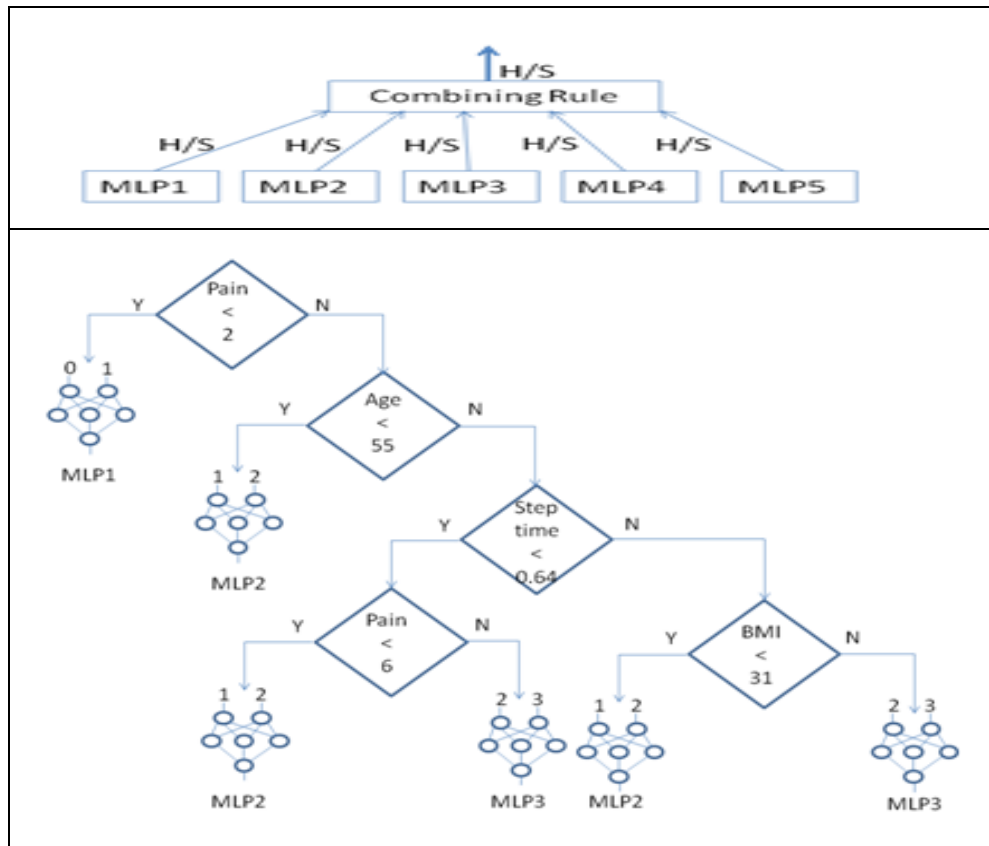 H/S
Combining Rule
H/S H/S H/S H/S H/S
MLP1 MLP2 MLP3 MLP4 MLP5
Pain
<
2
Y N
0 1
MLP1
Age
<
55
Y N
1 2
MLP2
Step
time
<
0.64
Y N
Pain
<
6
Y N
BMI
<
31
Y N
1 2
MLP2
2 3
MLP3
1 2
MLP2
2 3
MLP3